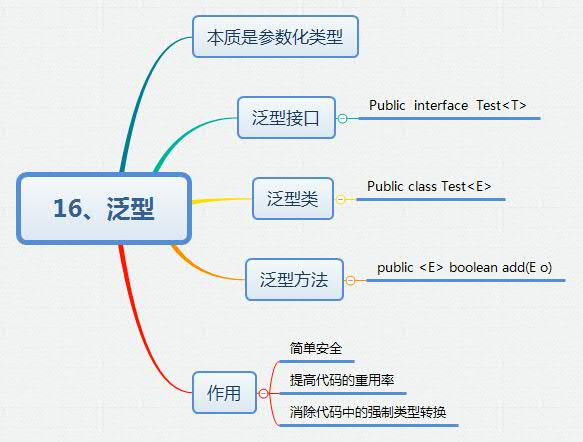 本质是参数化类型
泛型接口
Public interface Test<T>
16、泛型
泛型类
Public class Test<E>
泛型方法
public <E> boolean add(E o)
作用
简单安全
提高代码的重用率
消除代码中的强制类型转换